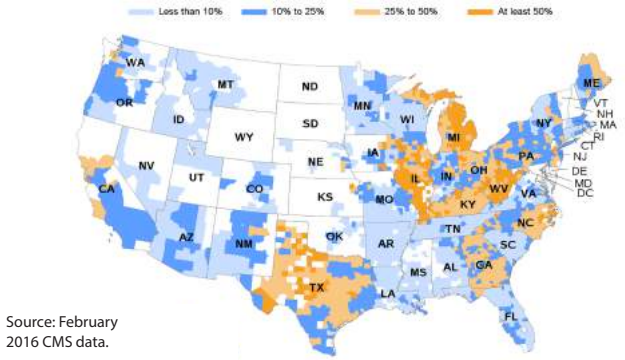 Less than 10% 10% to 25% 25% to 50% At least 50%
WA
MT
ND
ME
OR
MN
VT
NH
ID
SD
WI
NY
MA
WY
MI
RI
CT
IA
PA
NJ
NE
NV
OH
DE
UT
IL
IN
MD
CA
CO
WV
VA
DC
KS
MO
KY
NC
TN
AZ
NM
OK
AR
SC
MS
AL
GA
TX
LA
FL
Source: February
2016 CMS data.